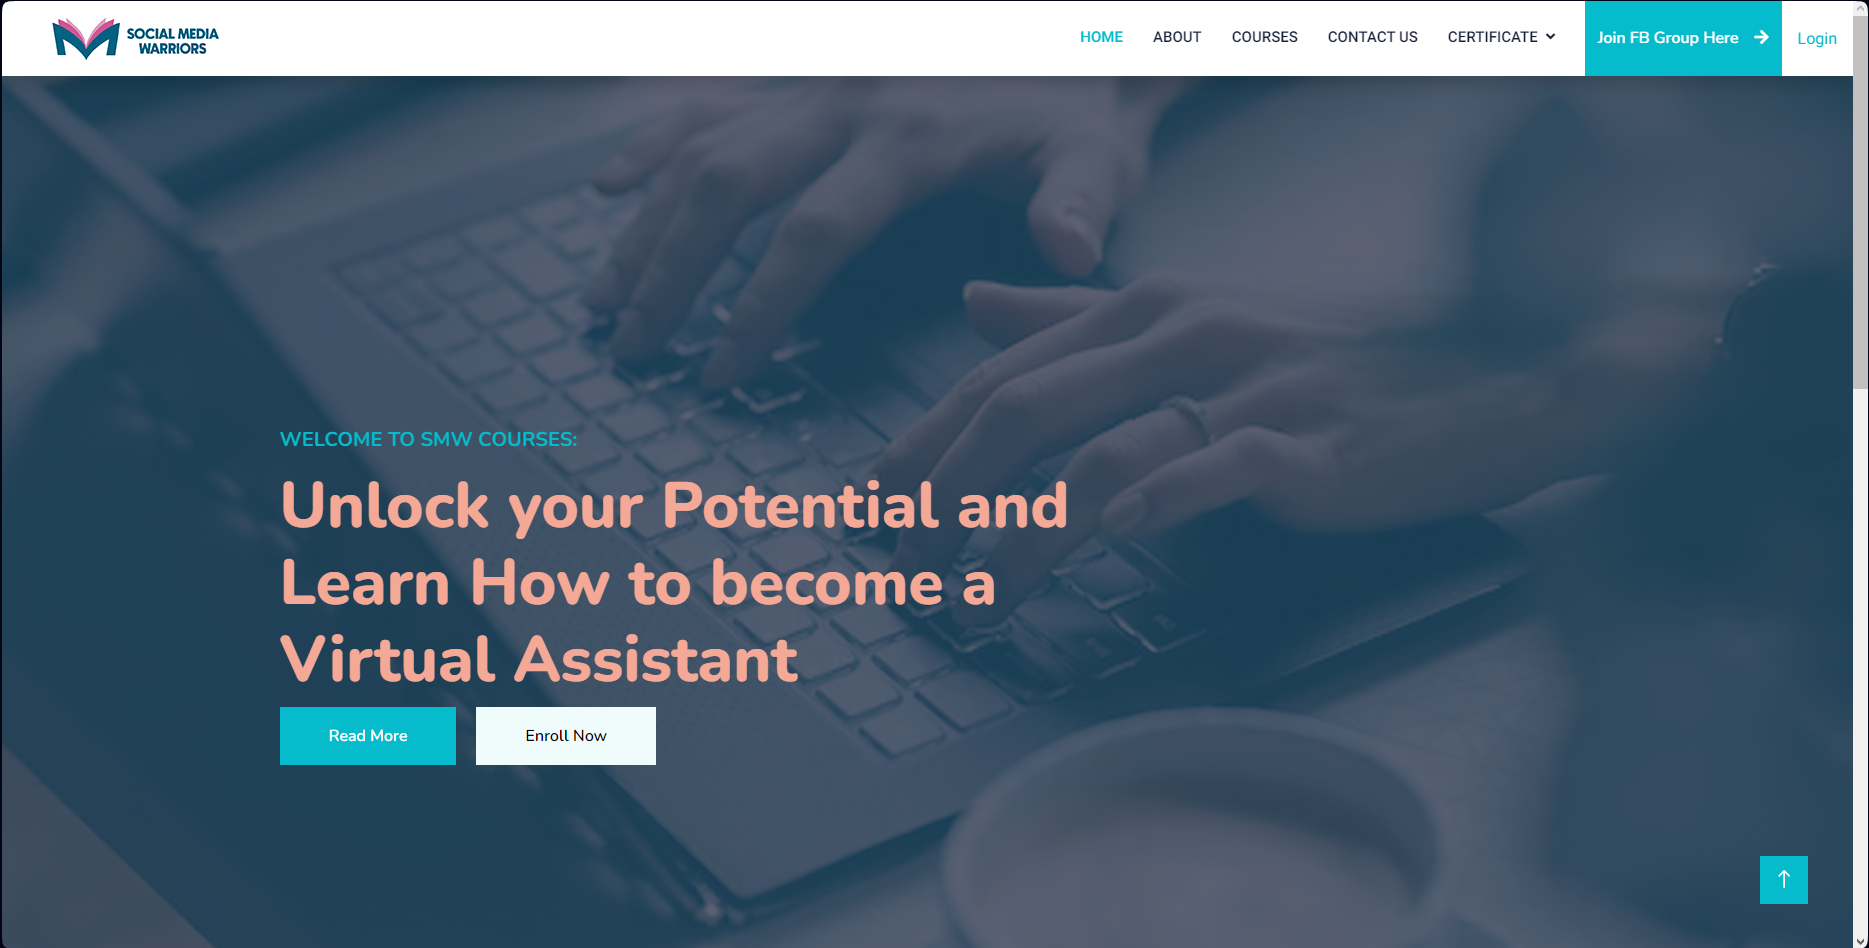 SOCIAL MEDIA
WARRIORS
HOME ABOUT COURSES CONTACT US CERTIFICATE Join FB Group Here Login
WELCOME TO SMW COURSES:
Unlock your Potential and
Learn How to become a
Virtual Assistant
Read More Enroll Now